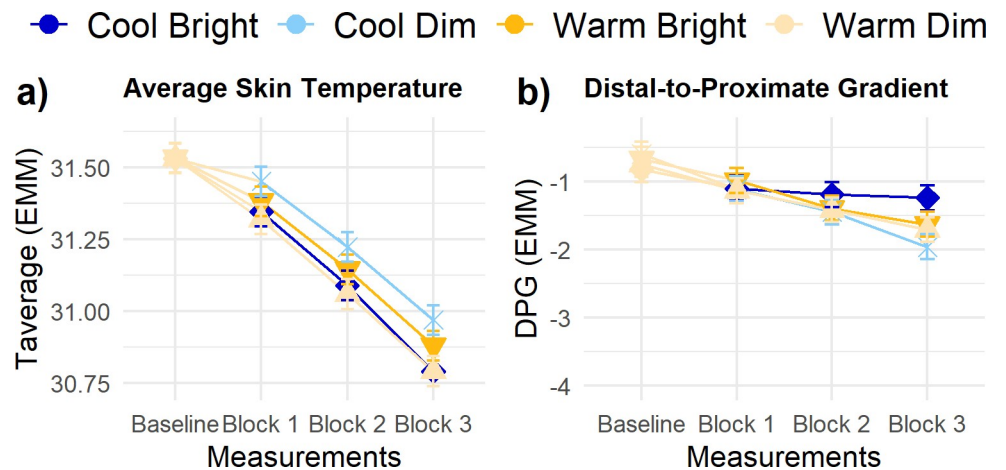 Cool Bright Cool Dim Warm Bright Warm Dim
a) Average Skin Temperature
Taverage (EMM)
31.50
31.25
31.00
30.75
Baseline Block 1 Block 2 Block 3
Measurements
b) Distal-to-Proximate Gradient
DPG (EMM)
-1
-2
-3
-4
Baseline Block 1 Block 2 Block 3
Measurements